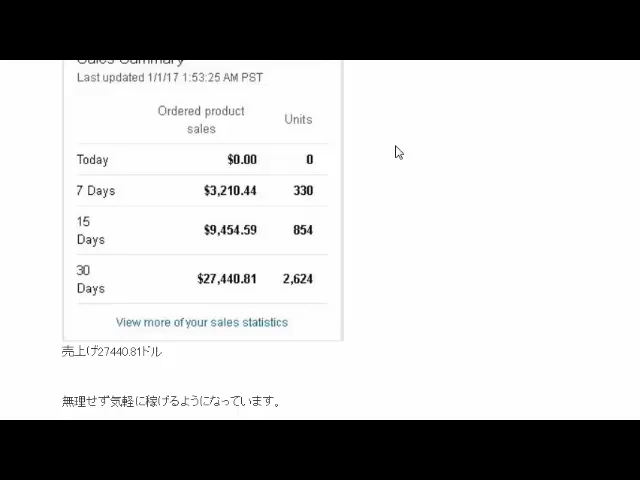 Sales Summary
Last updated 1/1/17 1:53:25 AM PST
Ordered product
sales
Units
Today $0.00 0
7 Days $3,210.44 330
15
Days
$9,454.59 854
30
Days
$27,440.81 2,624
View more of your sales statistics
売上げ27440.81ドル
無理せず気軽に稼げるようになっています。